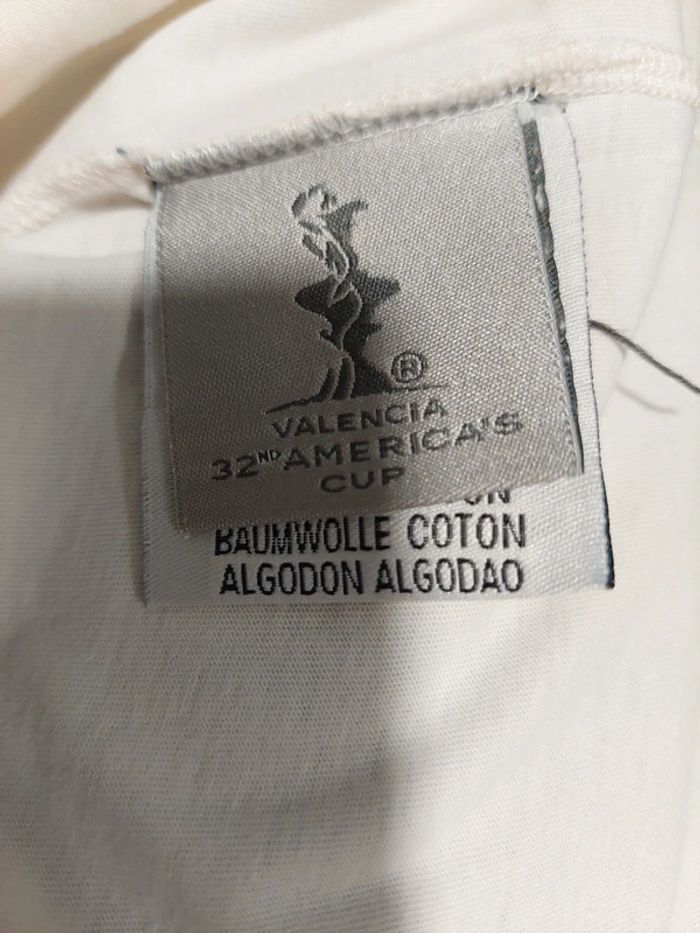 ®
VALENCIA
32ND AMERICA'S
CUP
BAUMWOLLE COTON
ALGODON ALGODAO